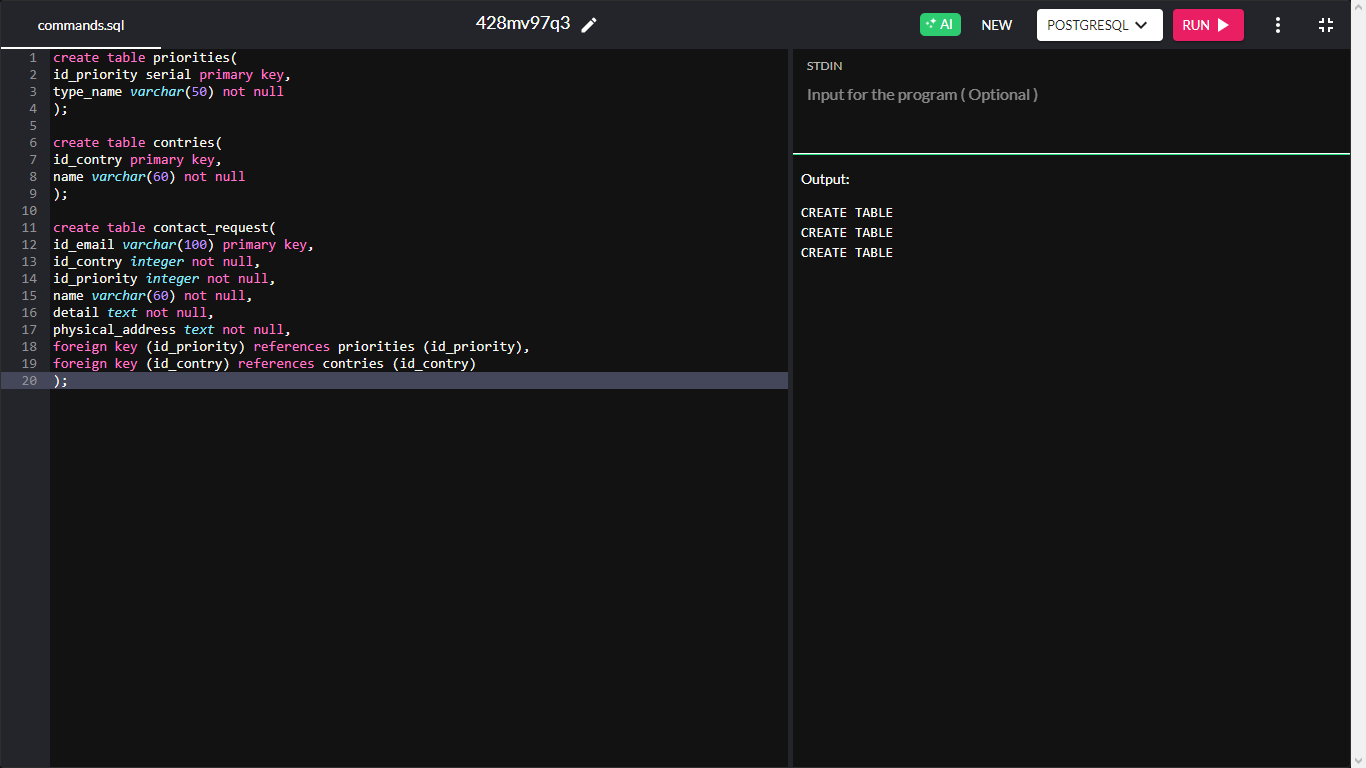 commands.sql
428mv97q3
AI
NEW
POSTGRESQL
RUN
1 create table priorities(
2 id_priority serial primary key,
3 type_name varchar(50) not null
4 );
5
6 create table contries(
7 id_contry primary key,
8 name varchar(60) not null
9 );
10
11 create table contact_request(
12 id_email varchar(100) primary key,
13 id_contry integer not null,
14 id_priority integer not null,
15 name varchar(60) not null,
16 detail text not null,
17 physical_address text not null,
18 foreign key (id_priority) references priorities (id_priority),
19 foreign key (id_contry) references contries (id_contry)
20 );
STDIN
Input for the program ( Optional )
Output:
CREATE TABLE
CREATE TABLE
CREATE TABLE